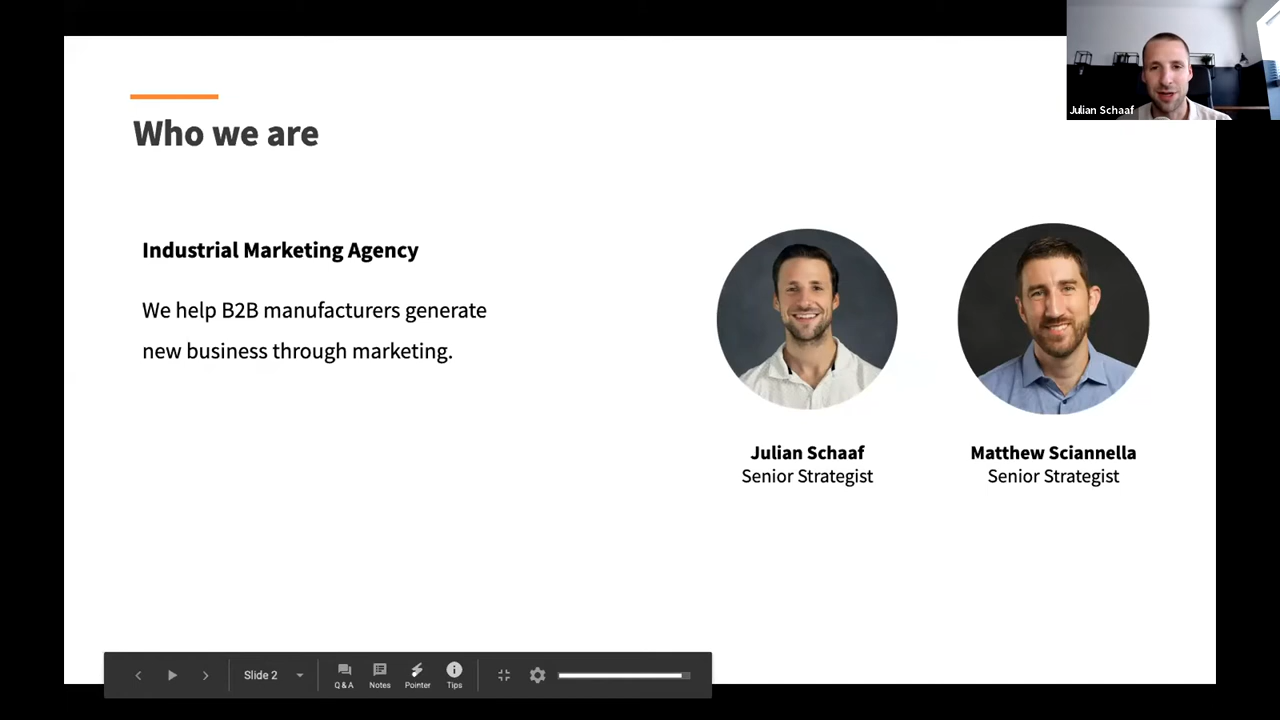 Julian Schaaf
Who we are
Industrial Marketing Agency
We help B2B manufacturers generate
new business through marketing.
Julian Schaaf
Senior Strategist
Matthew Sciannella
Senior Strategist
Slide 2
Q & A
Notes
Pointer
Tips